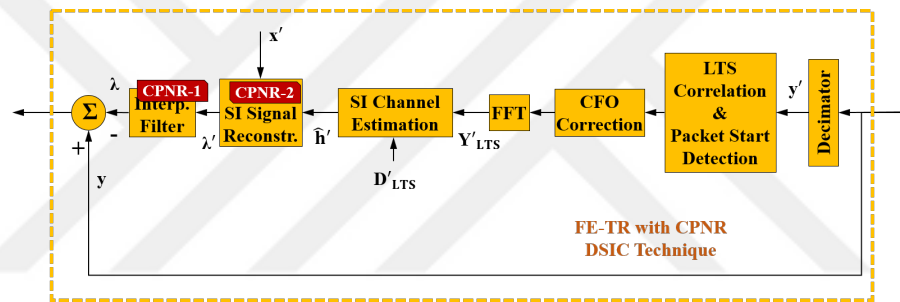 x′
λ
CPNR-1
Interp.
Filter
CPNR-2
SI Signal
Reconstr.
SI Channel
Estimation
FFT
CFO
Correction
LTS
Correlation
&
Packet Start
Detection
y′
Decimator
Σ
-
+
λ′
ĥ′
Y′LTS
D′LTS
y
FE-TR with CPNR
DSIC Technique